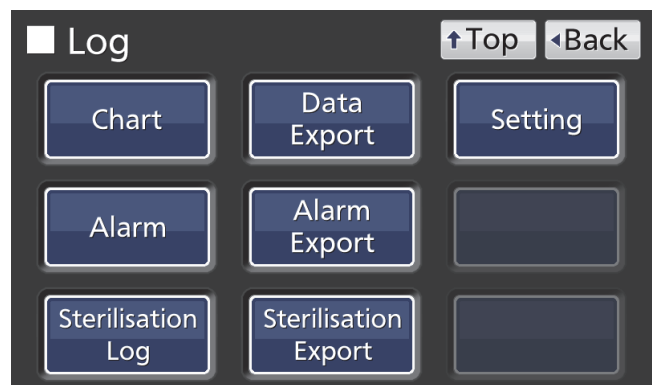 Log
↑Top
◂Back
Chart
Data
Export
Setting
Alarm
Alarm
Export
Sterilisation
Log
Sterilisation
Export